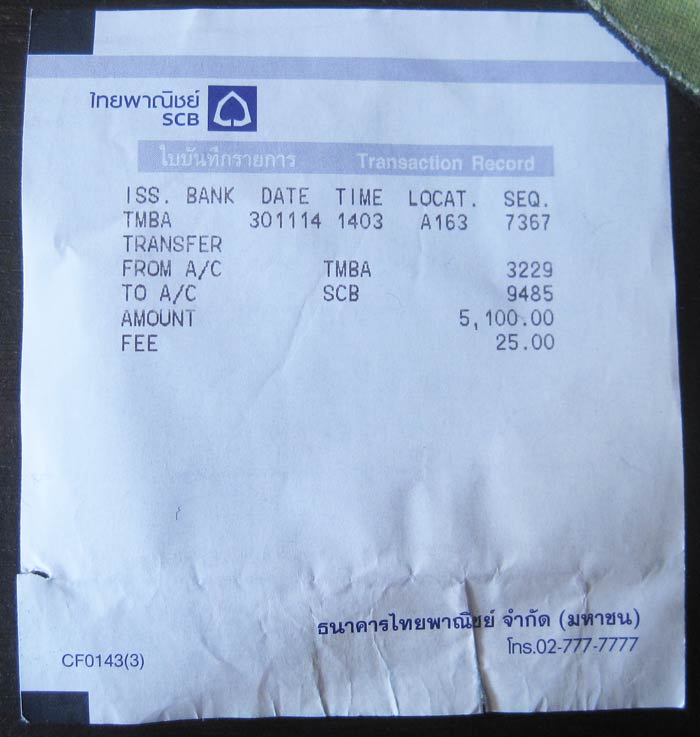 ไทยพาณิชย์
SCB
ใบบันทึกรายการ Transaction Record
ISS. BANK DATE TIME LOCAT. SEQ.
TMBA 301114 1403 A163 7367
TRANSFER
FROM A/C TMBA 3229
TO A/C SCB 9485
AMOUNT 5,100.00
FEE 25.00
ธนาคารไทยพาณิชย์ จำกัด (มหาชน)
โทร.02-777-7777
CF0143(3)